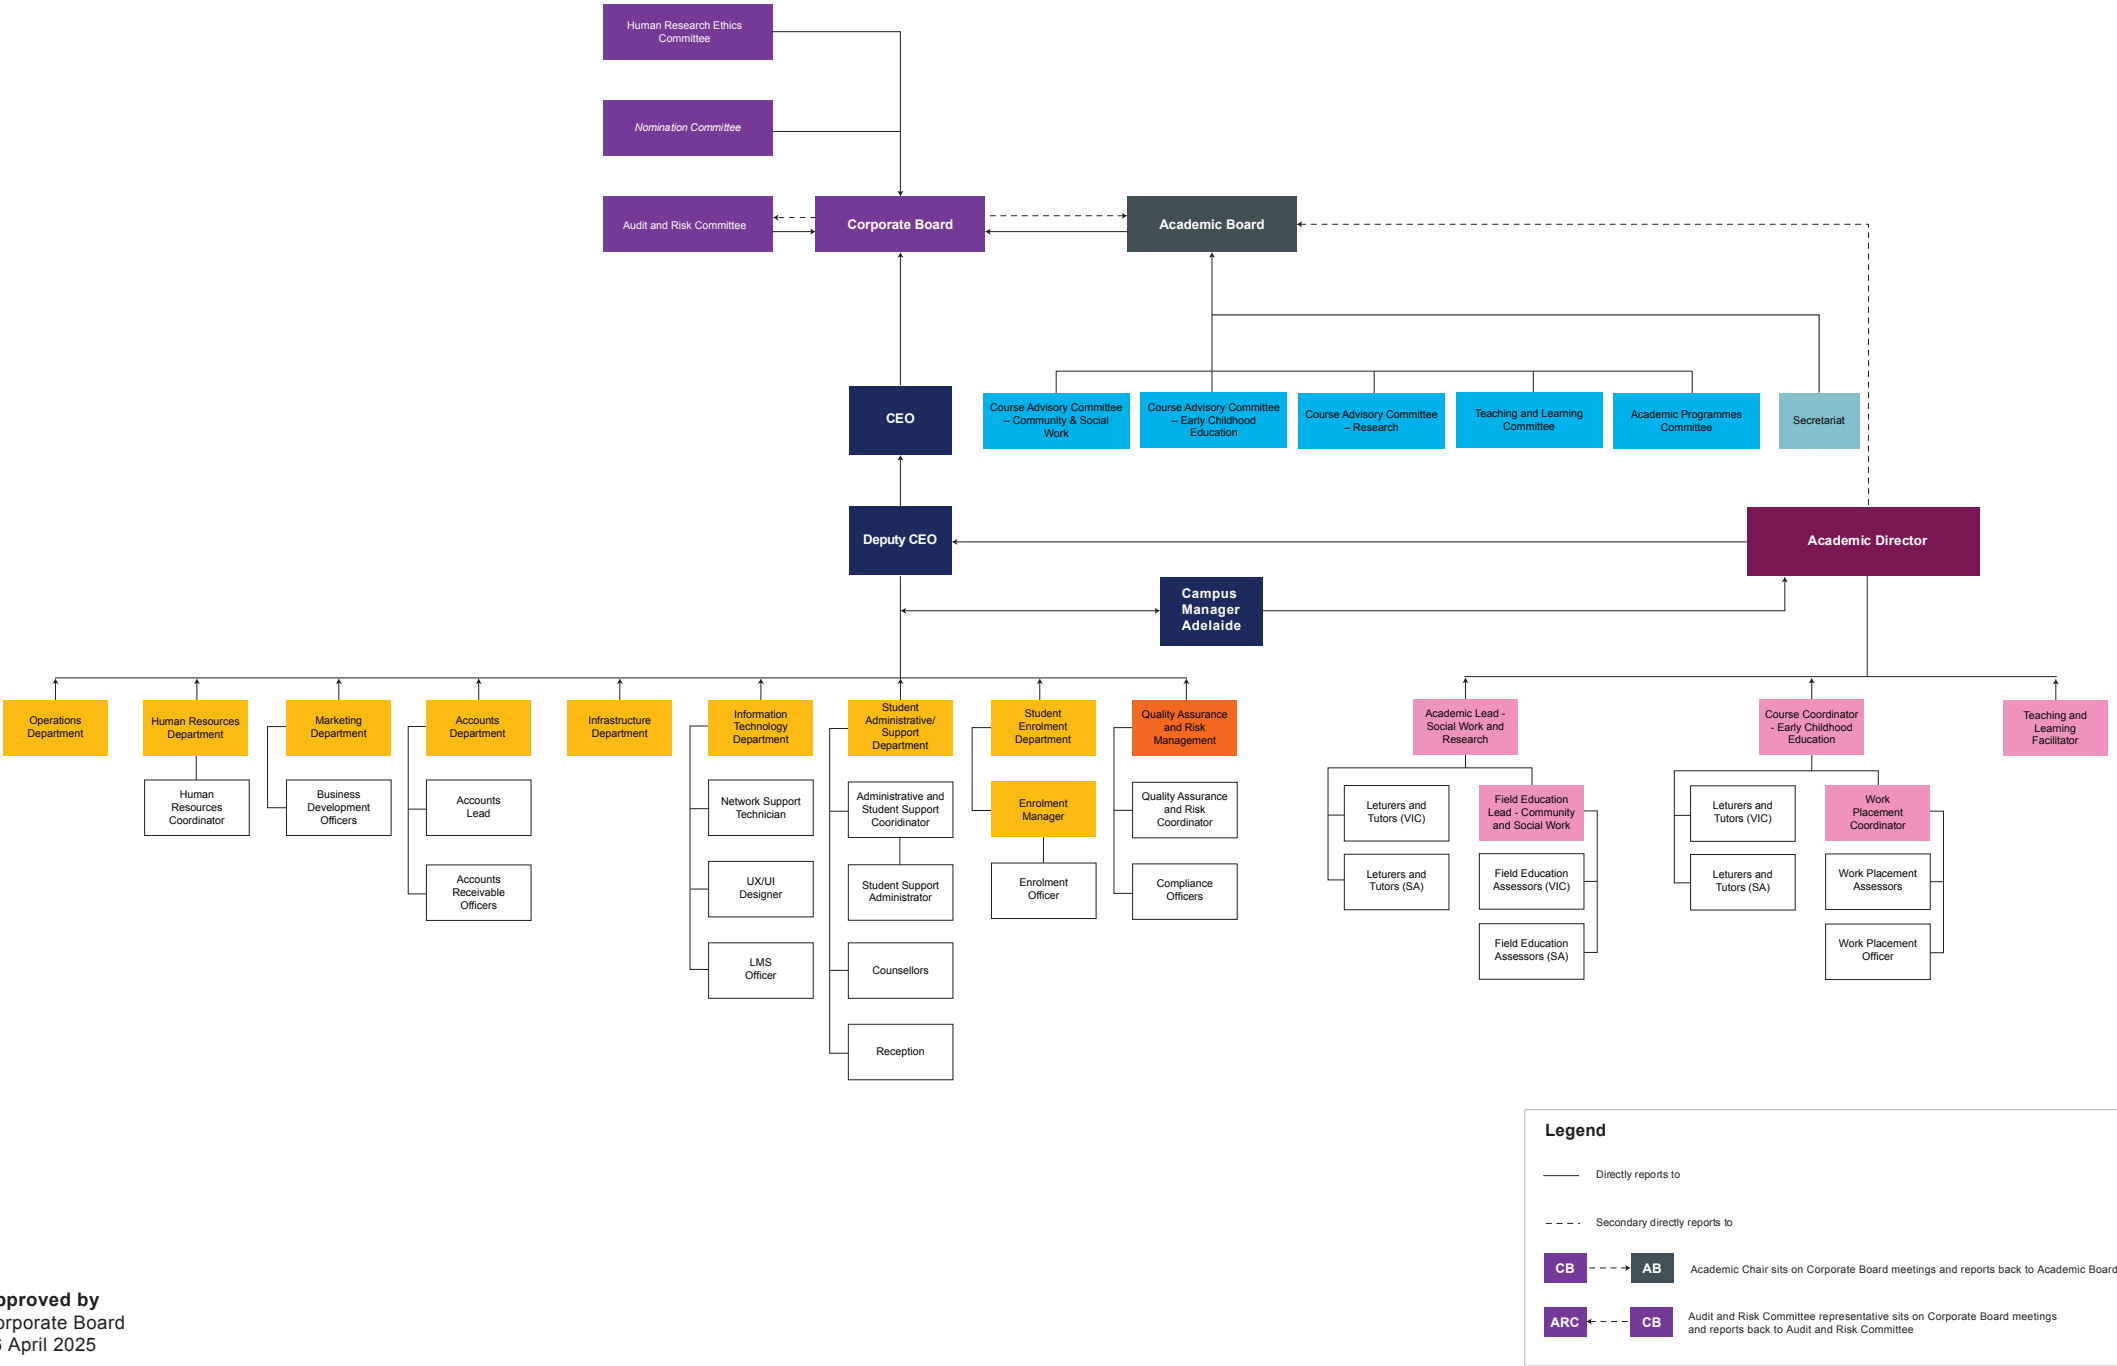 Human Research Ethics
Committee
Nomination Committee
Audit and Risk Committee
Corporate Board
Academic Board
CEO
Course Advisory Committee
– Community & Social
Work
Course Advisory Committee
– Early Childhood
Education
Course Advisory Committee
– Research
Teaching and Learning
Committee
Academic Programmes
Committee
Secretariat
Deputy CEO
Academic Director
Campus
Manager
Adelaide
Operations
Department
Human Resources
Department
Marketing
Department
Accounts
Department
Infrastructure
Department
Information
Technology
Department
Student
Administrative/
Support
Department
Student
Enrolment
Department
Quality Assurance
and Risk
Management
Academic Lead -
Social Work and
Research
Course Coordinator
- Early Childhood
Education
Teaching and
Learning
Facilitator
Human
Resources
Coordinator
Business
Development
Officers
Accounts
Lead
Network Support
Technician
Administrative and
Student Support
Cooridinator
Enrolment
Manager
Quality Assurance
and Risk
Coordinator
Leturers and
Tutors (VIC)
Field Education
Lead - Community
and Social Work
Leturers and
Tutors (VIC)
Work
Placement
Coordinator
Accounts
Receivable
Officers
UX/UI
Designer
Student Support
Administrator
Enrolment
Officer
Compliance
Officers
Leturers and
Tutors (SA)
Field Education
Assessors (VIC)
Leturers and
Tutors (SA)
Work Placement
Assessors
LMS
Officer
Counsellors
Field Education
Assessors (SA)
Work Placement
Officer
Reception
Legend
Directly reports to
Secondary directly reports to
CB
AB
Academic Chair sits on Corporate Board meetings and reports back to Academic Board
ARC
CB
Audit and Risk Committee representative sits on Corporate Board meetings
and reports back to Audit and Risk Committee
pproved by
orporate Board
April 2025